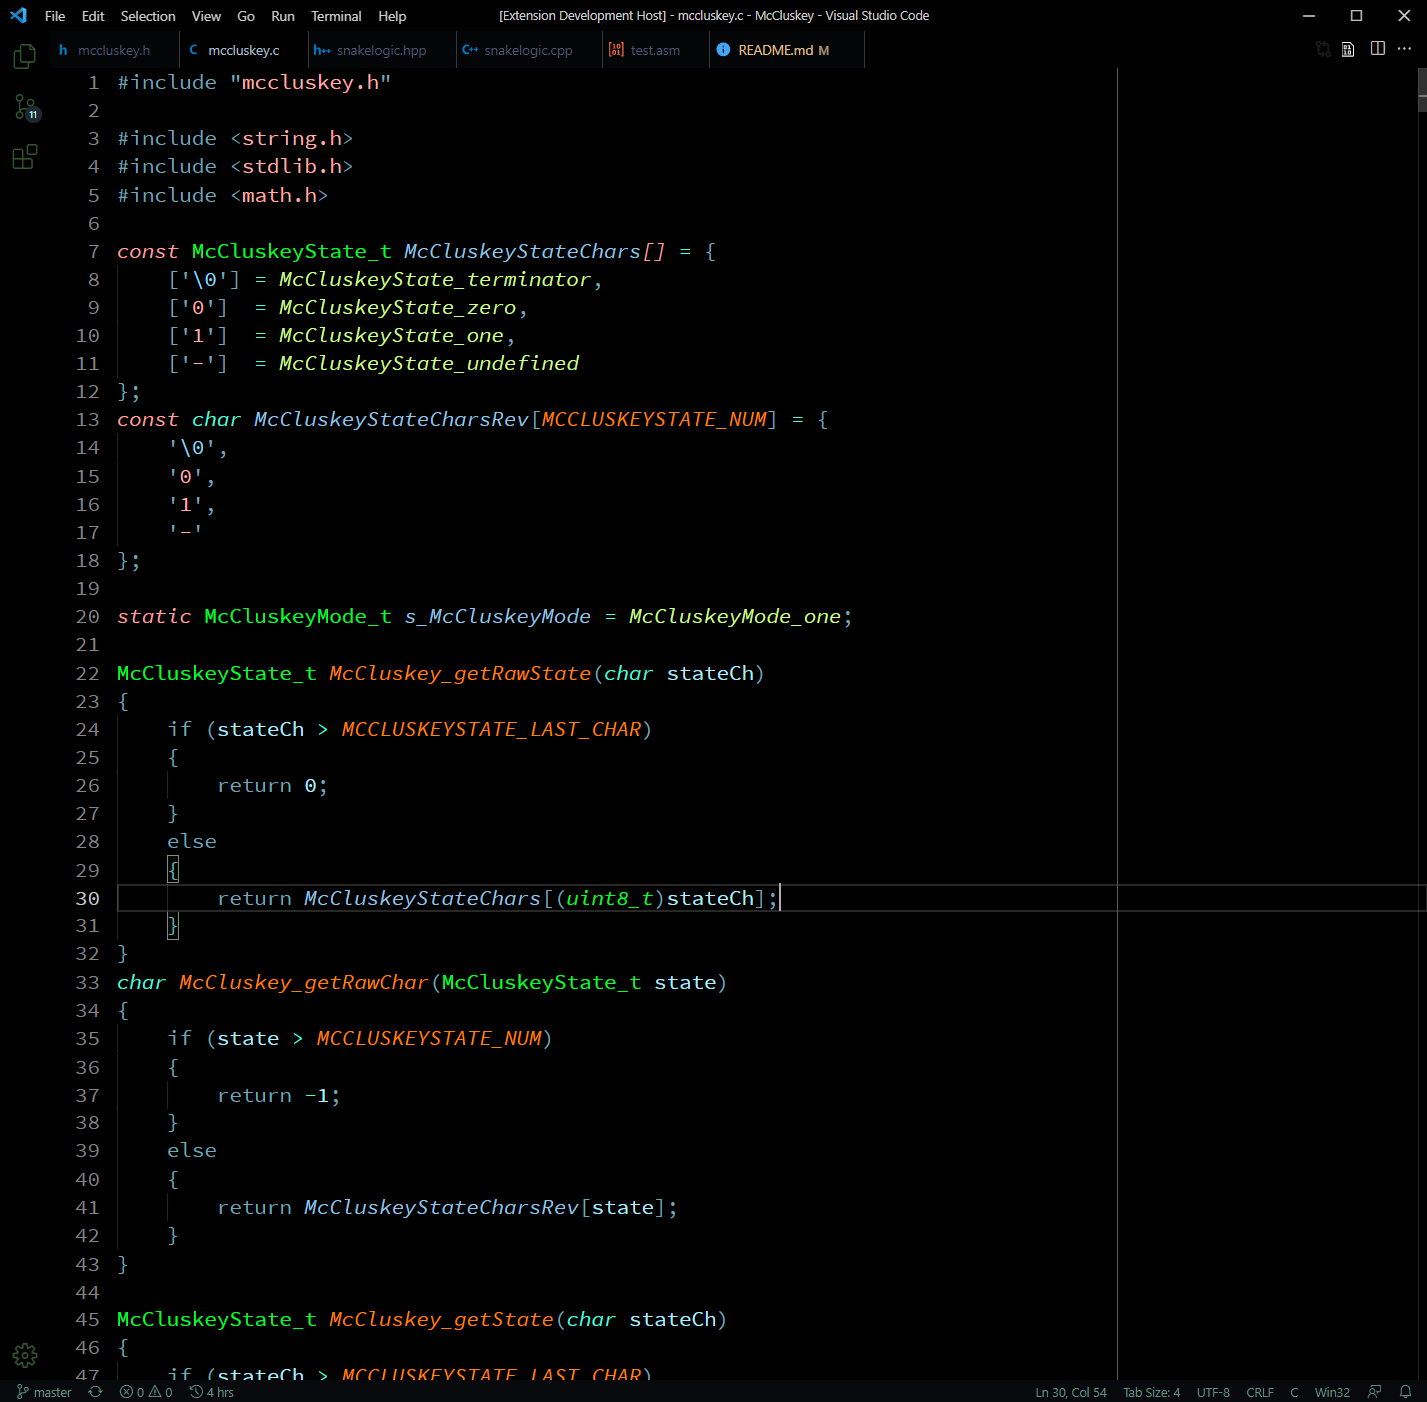 File Edit Selection View Go Run Terminal Help [Extension Development Host] - mccluskey.c - McCluskey - Visual Studio Code
mccluskey.h mccluskey.c snakelogic.hpp snakelogic.cpp test.asm README.md M
11
1 #include "mccluskey.h"
2
3 #include <string.h>
4 #include <stdlib.h>
5 #include <math.h>
6
7 const McCluskeyState_t McCluskeyStateChars[] = {
8     ['\0'] = McCluskeyState_terminator,
9     ['0']  = McCluskeyState_zero,
10     ['1']  = McCluskeyState_one,
11     ['-']  = McCluskeyState_undefined
12 };
13 const char McCluskeyStateCharsRev[MCCLUSKEYSTATE_NUM] = {
14     '\0',
15     '0',
16     '1',
17     '-'
18 };
19
20 static McCluskeyMode_t s_McCluskeyMode = McCluskeyMode_one;
21
22 McCluskeyState_t McCluskey_getRawState(char stateCh)
23 {
24     if (stateCh > MCCLUSKEYSTATE_LAST_CHAR)
25     {
26         return 0;
27     }
28     else
29     {
30         return McCluskeyStateChars[(uint8_t)stateCh];
31     }
32 }
33 char McCluskey_getRawChar(McCluskeyState_t state)
34 {
35     if (state > MCCLUSKEYSTATE_NUM)
36     {
37         return -1;
38     }
39     else
40     {
41         return McCluskeyStateCharsRev[state];
42     }
43 }
44
45 McCluskeyState_t McCluskey_getState(char stateCh)
46 {
47     if (stateCh > MCCLUSKEYSTATE_LAST_CHAR)
master 0 0 4 hrs Ln 30, Col 54 Tab Size: 4 UTF-8 CRLF C Win32